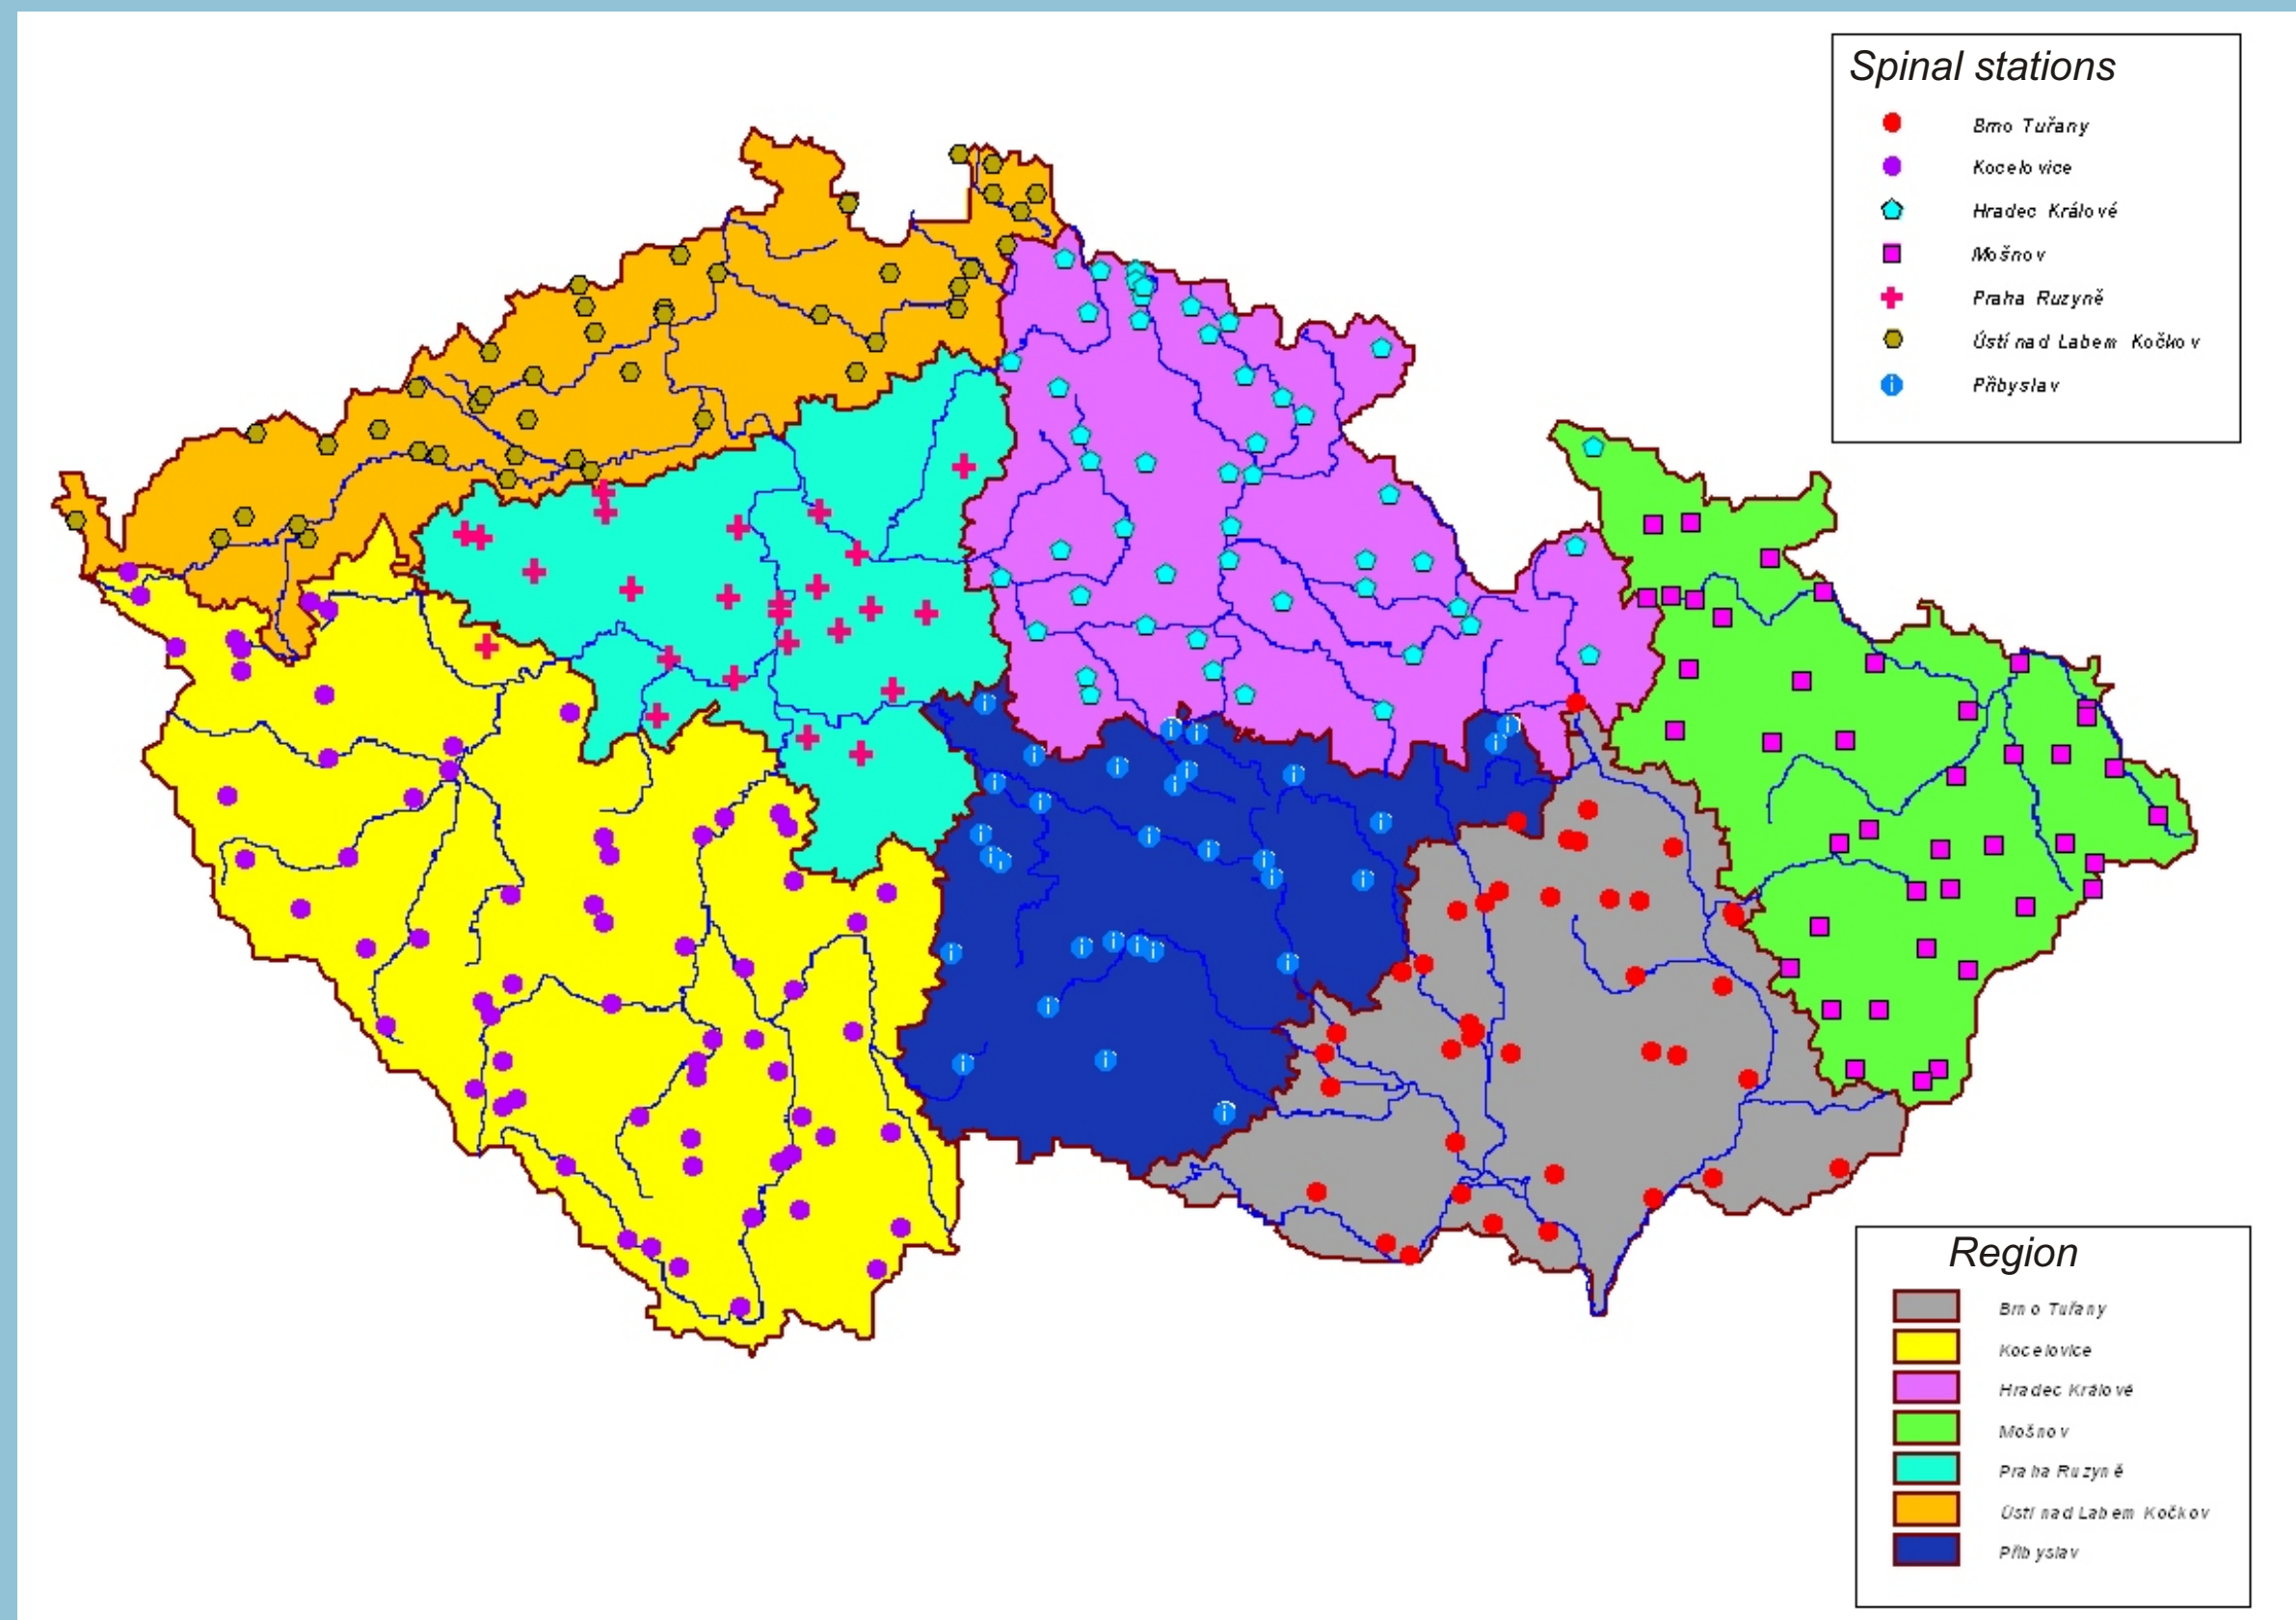 Spinal stations
Brno Tuřany
Kocelovice
Hradec Králové
Mošnov
Praha Ruzyně
Ústí nad Labem Kočkov
Přibyslav
Region
Brno Tuřany
Kocelovice
Hradec Králové
Mošnov
Praha Ruzyně
Ústí nad Labem Kočkov
Přibyslav